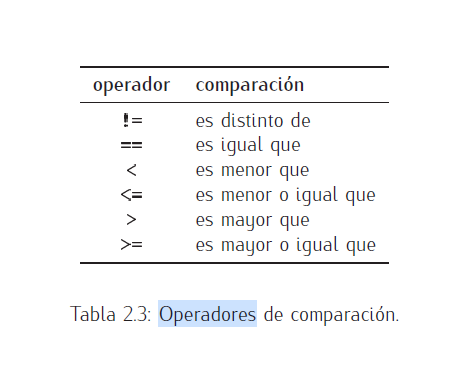 operador comparación
!= es distinto de
== es igual que
< es menor que
<= es menor o igual que
> es mayor que
>= es mayor o igual que
Tabla 2.3: Operadores de comparación.